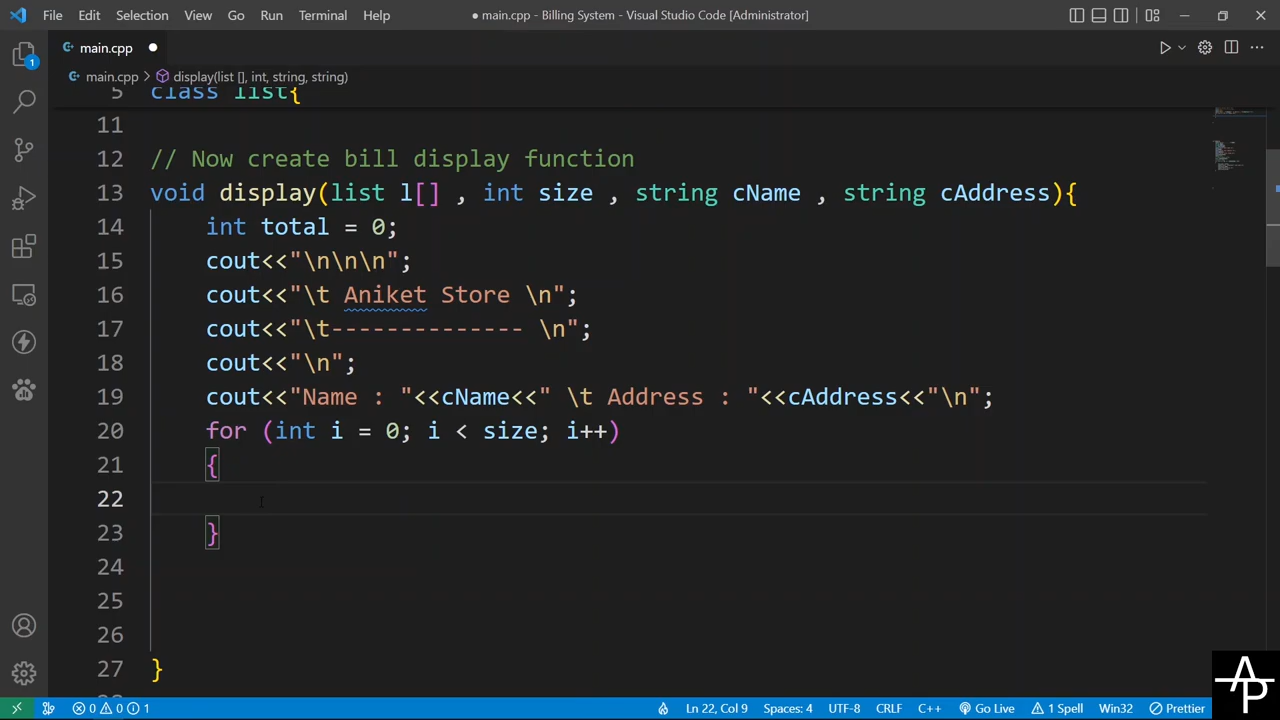 File Edit Selection View Go Run Terminal Help ● main.cpp - Billing System - Visual Studio Code [Administrator]
main.cpp ●
main.cpp > display(list [], int, string, string)
1
5 class list{
11
12 // Now create bill display function
13 void display(list l[] , int size , string cName , string cAddress){
14 int total = 0;
15 cout<<"\n\n\n";
16 cout<<"\t Aniket Store \n";
17 cout<<"\t-------------- \n";
18 cout<<"\n";
19 cout<<"Name : "<<cName<<" \t Address : "<<cAddress<<"\n";
20 for (int i = 0; i < size; i++)
21 {
22
23 }
24
25
26
27 }
Ln 22, Col 9 Spaces: 4 UTF-8 CRLF C++ Go Live 1 Spell Win32 Prettier
0 0 1
AP